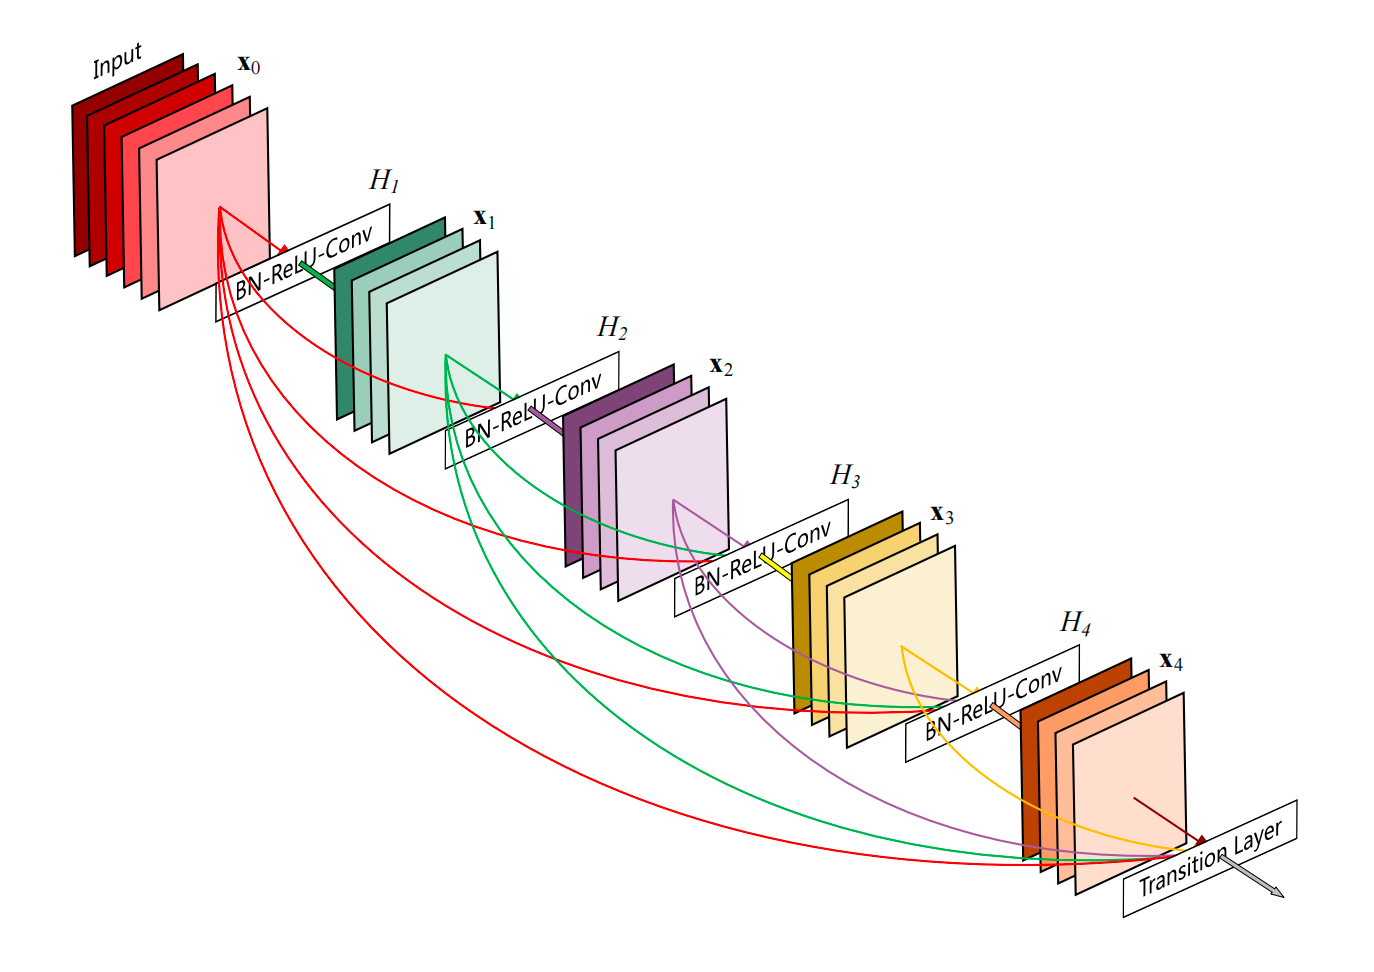 Input
x0
H1
BN-ReLU-Conv
x1
H2
BN-ReLU-Conv
x2
H3
BN-ReLU-Conv
x3
H4
BN-ReLU-Conv
x4
Transition Layer